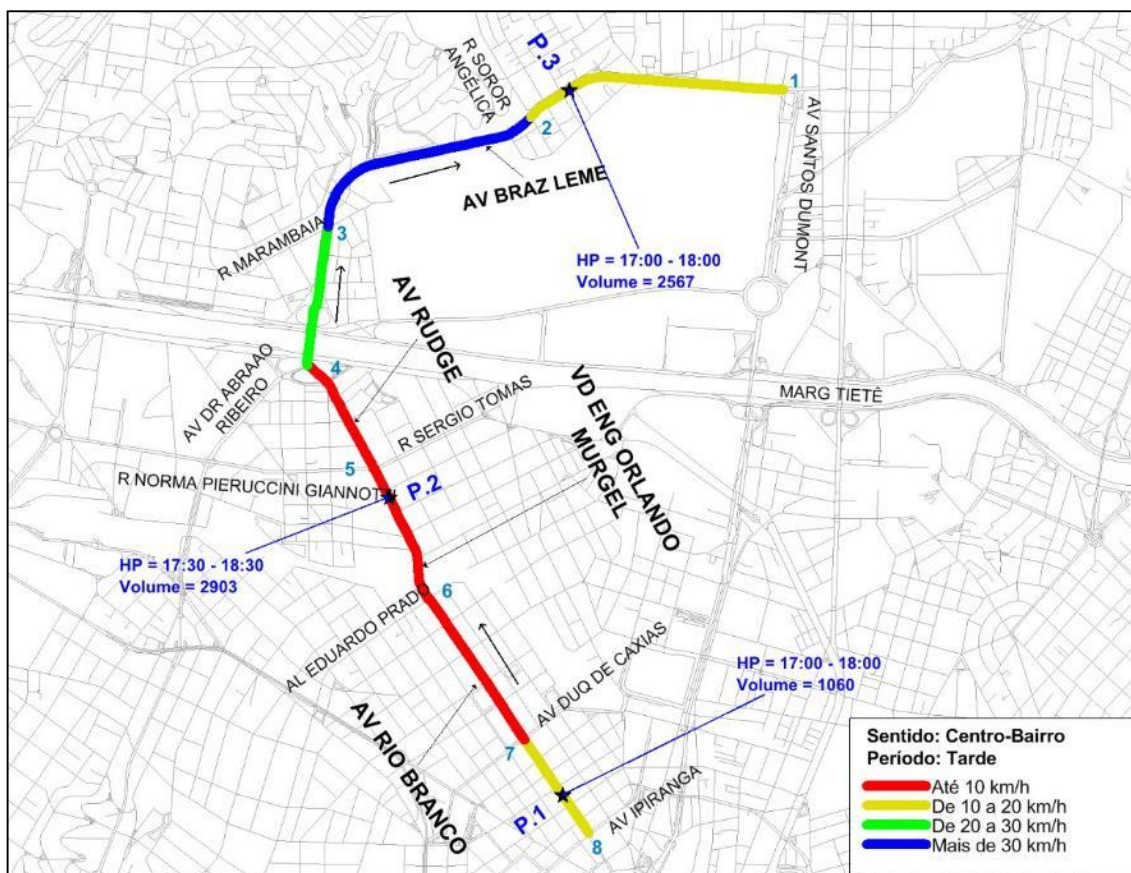 R SOROR
ANGÉLICA
P.3
1
2
AV SANTOS DUMONT
AV BRAZ LEME
R MARAMBAIA
3
HP = 17:00 - 18:00
Volume = 2567
AV RUDGE
4
AV DR ABRAAO
RIBEIRO
MARG TIETÊ
R SERGIO TOMAS
VD ENG ORLANDO
MURGEL
5
R NORMA PIERUCCINI GIANNOTTI
P.2
HP = 17:30 - 18:30
Volume = 2903
6
AL EDUARDO PRADO
AV DUQ DE CAXIAS
HP = 17:00 - 18:00
Volume = 1060
7
AV RIO BRANCO
P.1
AV IPIRANGA
8
Sentido: Centro-Bairro
Período: Tarde
Até 10 km/h
De 10 a 20 km/h
De 20 a 30 km/h
Mais de 30 km/h